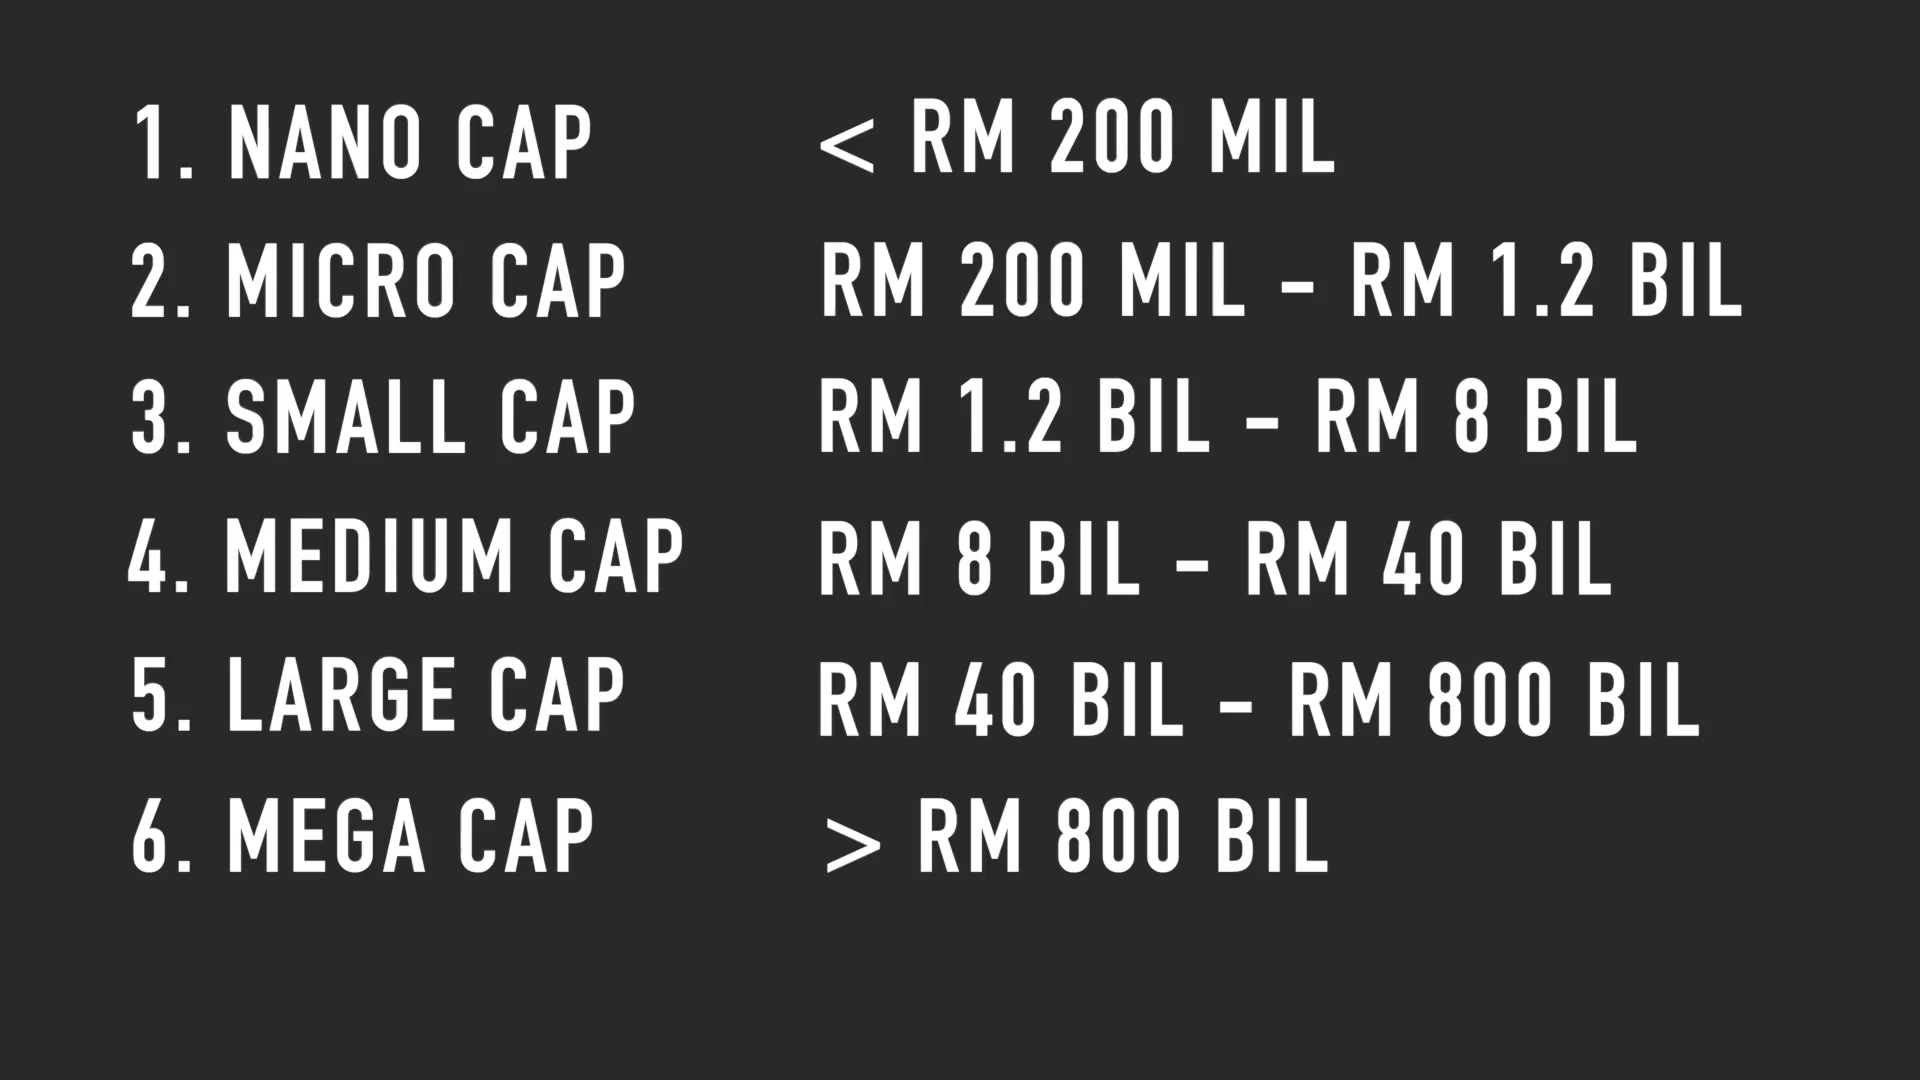 1. NANO CAP < RM 200 MIL
2. MICRO CAP RM 200 MIL - RM 1.2 BIL
3. SMALL CAP RM 1.2 BIL - RM 8 BIL
4. MEDIUM CAP RM 8 BIL - RM 40 BIL
5. LARGE CAP RM 40 BIL - RM 800 BIL
6. MEGA CAP > RM 800 BIL